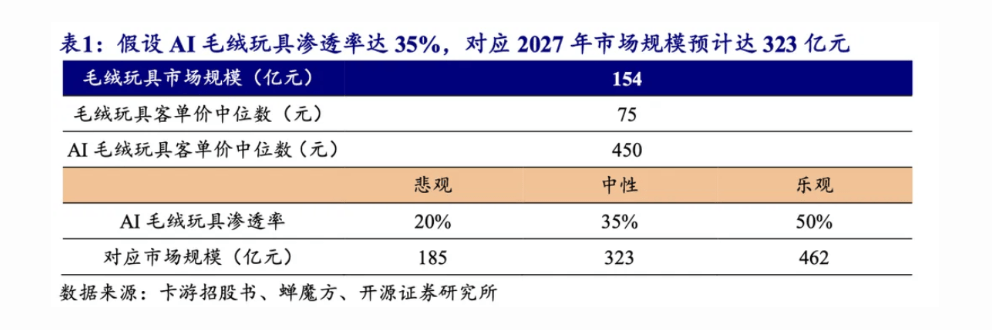 表1：假设 AI 毛绒玩具渗透率达 35%，对应 2027 年市场规模预计达 323 亿元
毛绒玩具市场规模（亿元） 154
毛绒玩具客单价中位数（元） 75
AI 毛绒玩具客单价中位数（元） 450
悲观 中性 乐观
AI 毛绒玩具渗透率 20% 35% 50%
对应市场规模（亿元） 185 323 462
数据来源：卡游招股书、蝉魔方、开源证券研究所